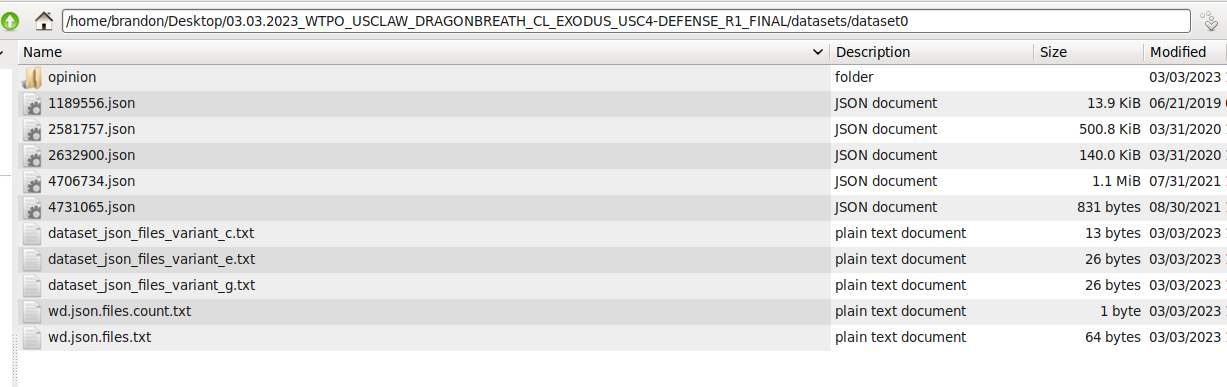 /home/brandon/Desktop/03.03.2023_WTPO_USCLAW_DRAGONBREATH_CL_EXODUS_USC4-DEFENSE_R1_FINAL/datasets/dataset0
Name Description Size Modified
opinion folder 03/03/2023
1189556.json JSON document 13.9 KiB 06/21/2019
2581757.json JSON document 500.8 KiB 03/31/2020
2632900.json JSON document 140.0 KiB 03/31/2020
4706734.json JSON document 1.1 MiB 07/31/2021
4731065.json JSON document 831 bytes 08/30/2021
dataset_json_files_variant_c.txt plain text document 13 bytes 03/03/2023
dataset_json_files_variant_e.txt plain text document 26 bytes 03/03/2023
dataset_json_files_variant_g.txt plain text document 26 bytes 03/03/2023
wd.json.files.count.txt plain text document 1 byte 03/03/2023
wd.json.files.txt plain text document 64 bytes 03/03/2023